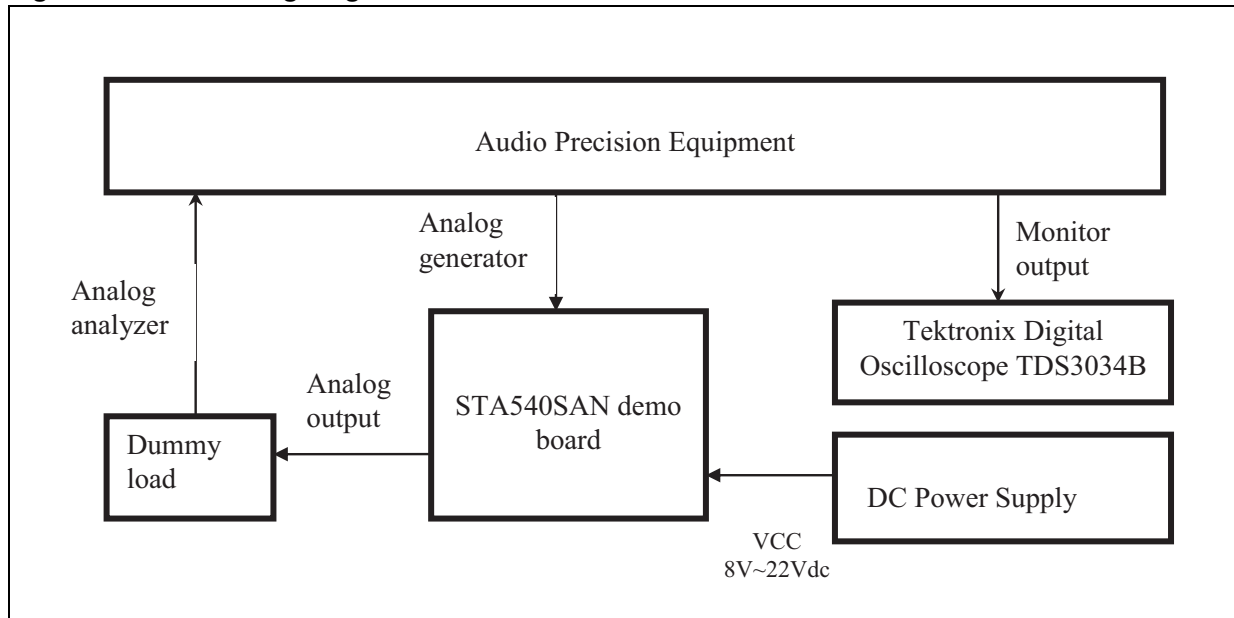 Audio Precision Equipment
Analog
generator
Monitor
output
Analog
analyzer
Tektronix Digital
Oscilloscope TDS3034B
Analog
output
STA540SAN demo
board
Dummy
load
DC Power Supply
VCC
8V~22Vdc